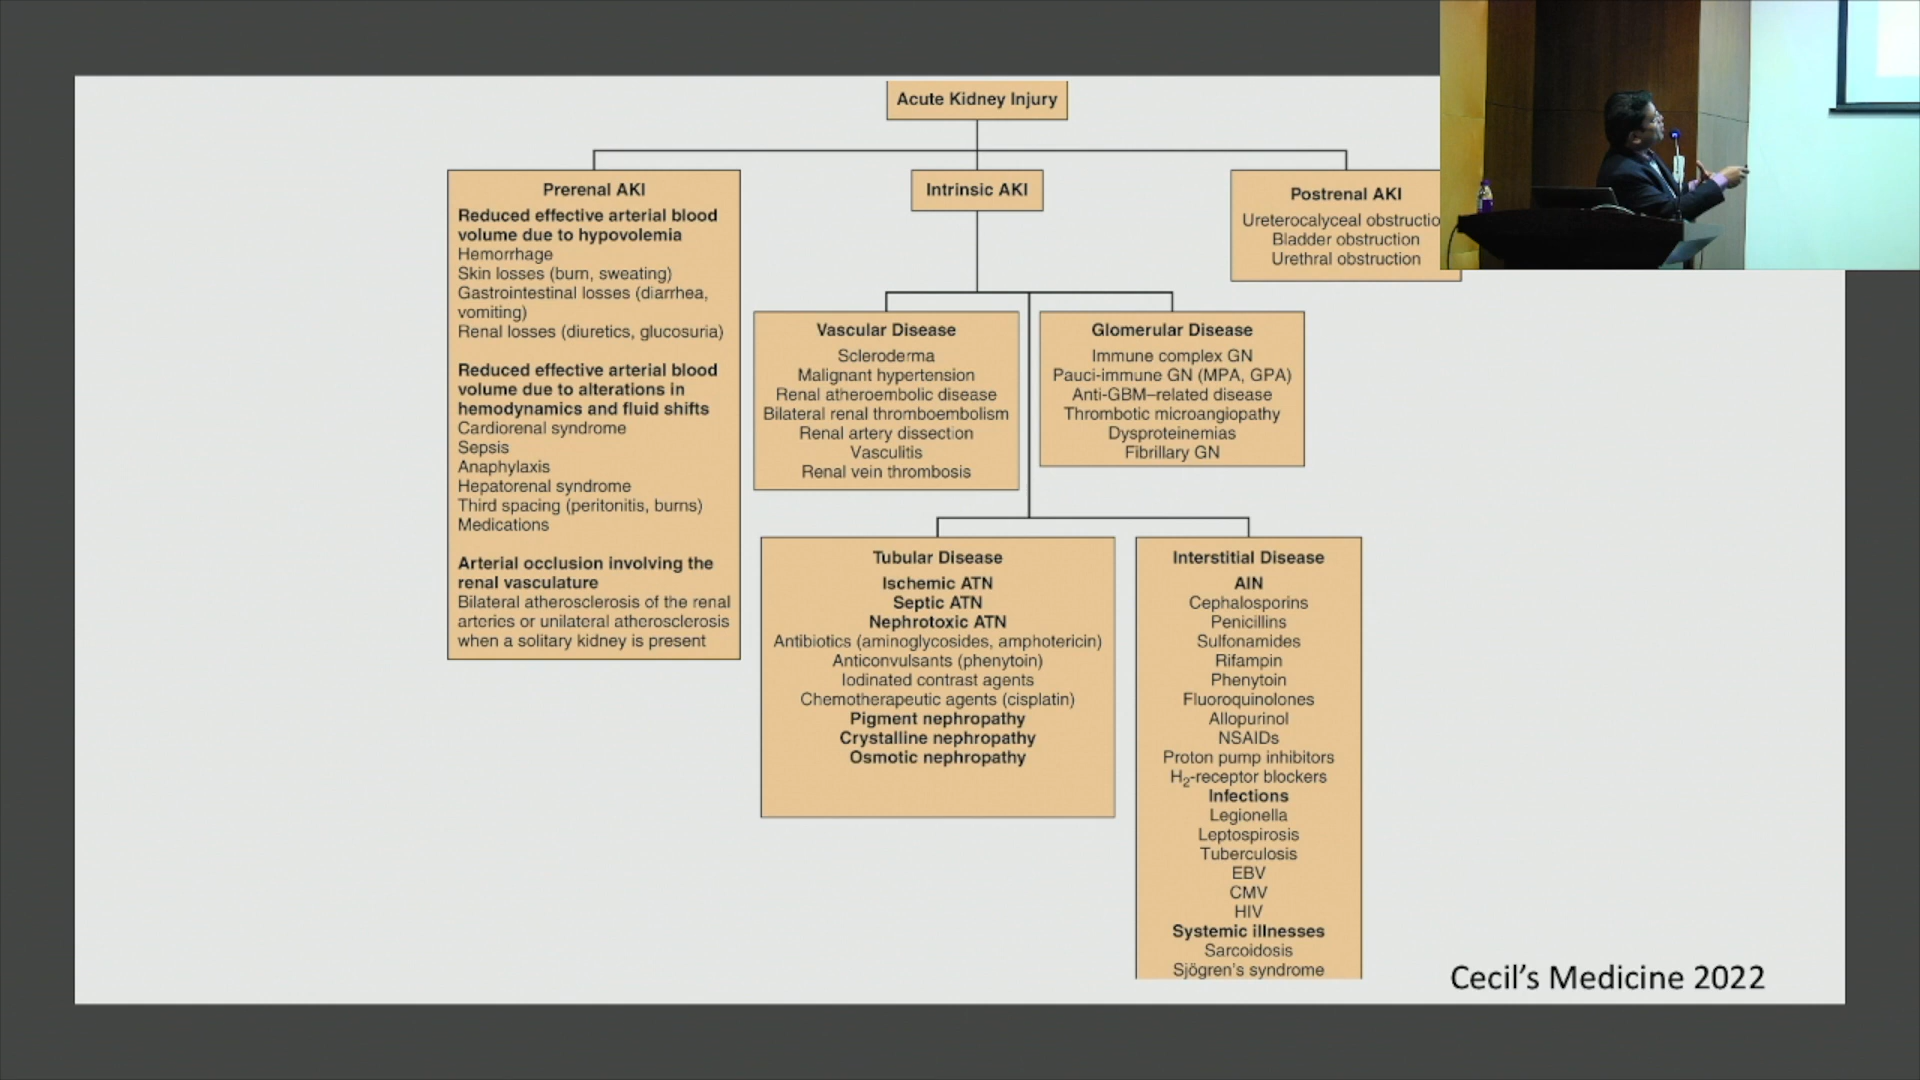 Acute Kidney Injury
Prerenal AKI
Reduced effective arterial blood
volume due to hypovolemia
Hemorrhage
Skin losses (burn, sweating)
Gastrointestinal losses (diarrhea,
vomiting)
Renal losses (diuretics, glucosuria)
Reduced effective arterial blood
volume due to alterations in
hemodynamics and fluid shifts
Cardiorenal syndrome
Sepsis
Anaphylaxis
Hepatorenal syndrome
Third spacing (peritonitis, burns)
Medications
Arterial occlusion involving the
renal vasculature
Bilateral atherosclerosis of the renal
arteries or unilateral atherosclerosis
when a solitary kidney is present
Intrinsic AKI
Vascular Disease
Scleroderma
Malignant hypertension
Renal atheroembolic disease
Bilateral renal thromboembolism
Renal artery dissection
Vasculitis
Renal vein thrombosis
Glomerular Disease
Immune complex GN
Pauci-immune GN (MPA, GPA)
Anti-GBM–related disease
Thrombotic microangiopathy
Dysproteinemias
Fibrillary GN
Tubular Disease
Ischemic ATN
Septic ATN
Nephrotoxic ATN
Antibiotics (aminoglycosides, amphotericin)
Anticonvulsants (phenytoin)
Iodinated contrast agents
Chemotherapeutic agents (cisplatin)
Pigment nephropathy
Crystalline nephropathy
Osmotic nephropathy
Interstitial Disease
AIN
Cephalosporins
Penicillins
Sulfonamides
Rifampin
Phenytoin
Fluoroquinolones
Allopurinol
NSAIDs
Proton pump inhibitors
H2-receptor blockers
Infections
Legionella
Leptospirosis
Tuberculosis
EBV
CMV
HIV
Systemic illnesses
Sarcoidosis
Sjögren's syndrome
Postrenal AKI
Ureterocalyceal obstructio
Bladder obstruction
Urethral obstruction
Cecil's Medicine 2022